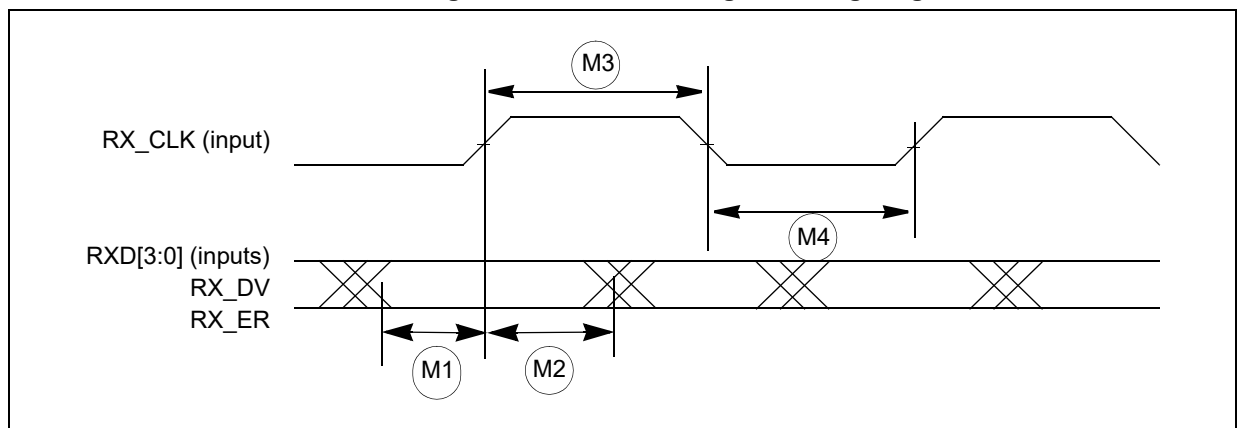 M3
RX_CLK (input)
M4
RXD[3:0] (inputs)
RX_DV
RX_ER
M1
M2